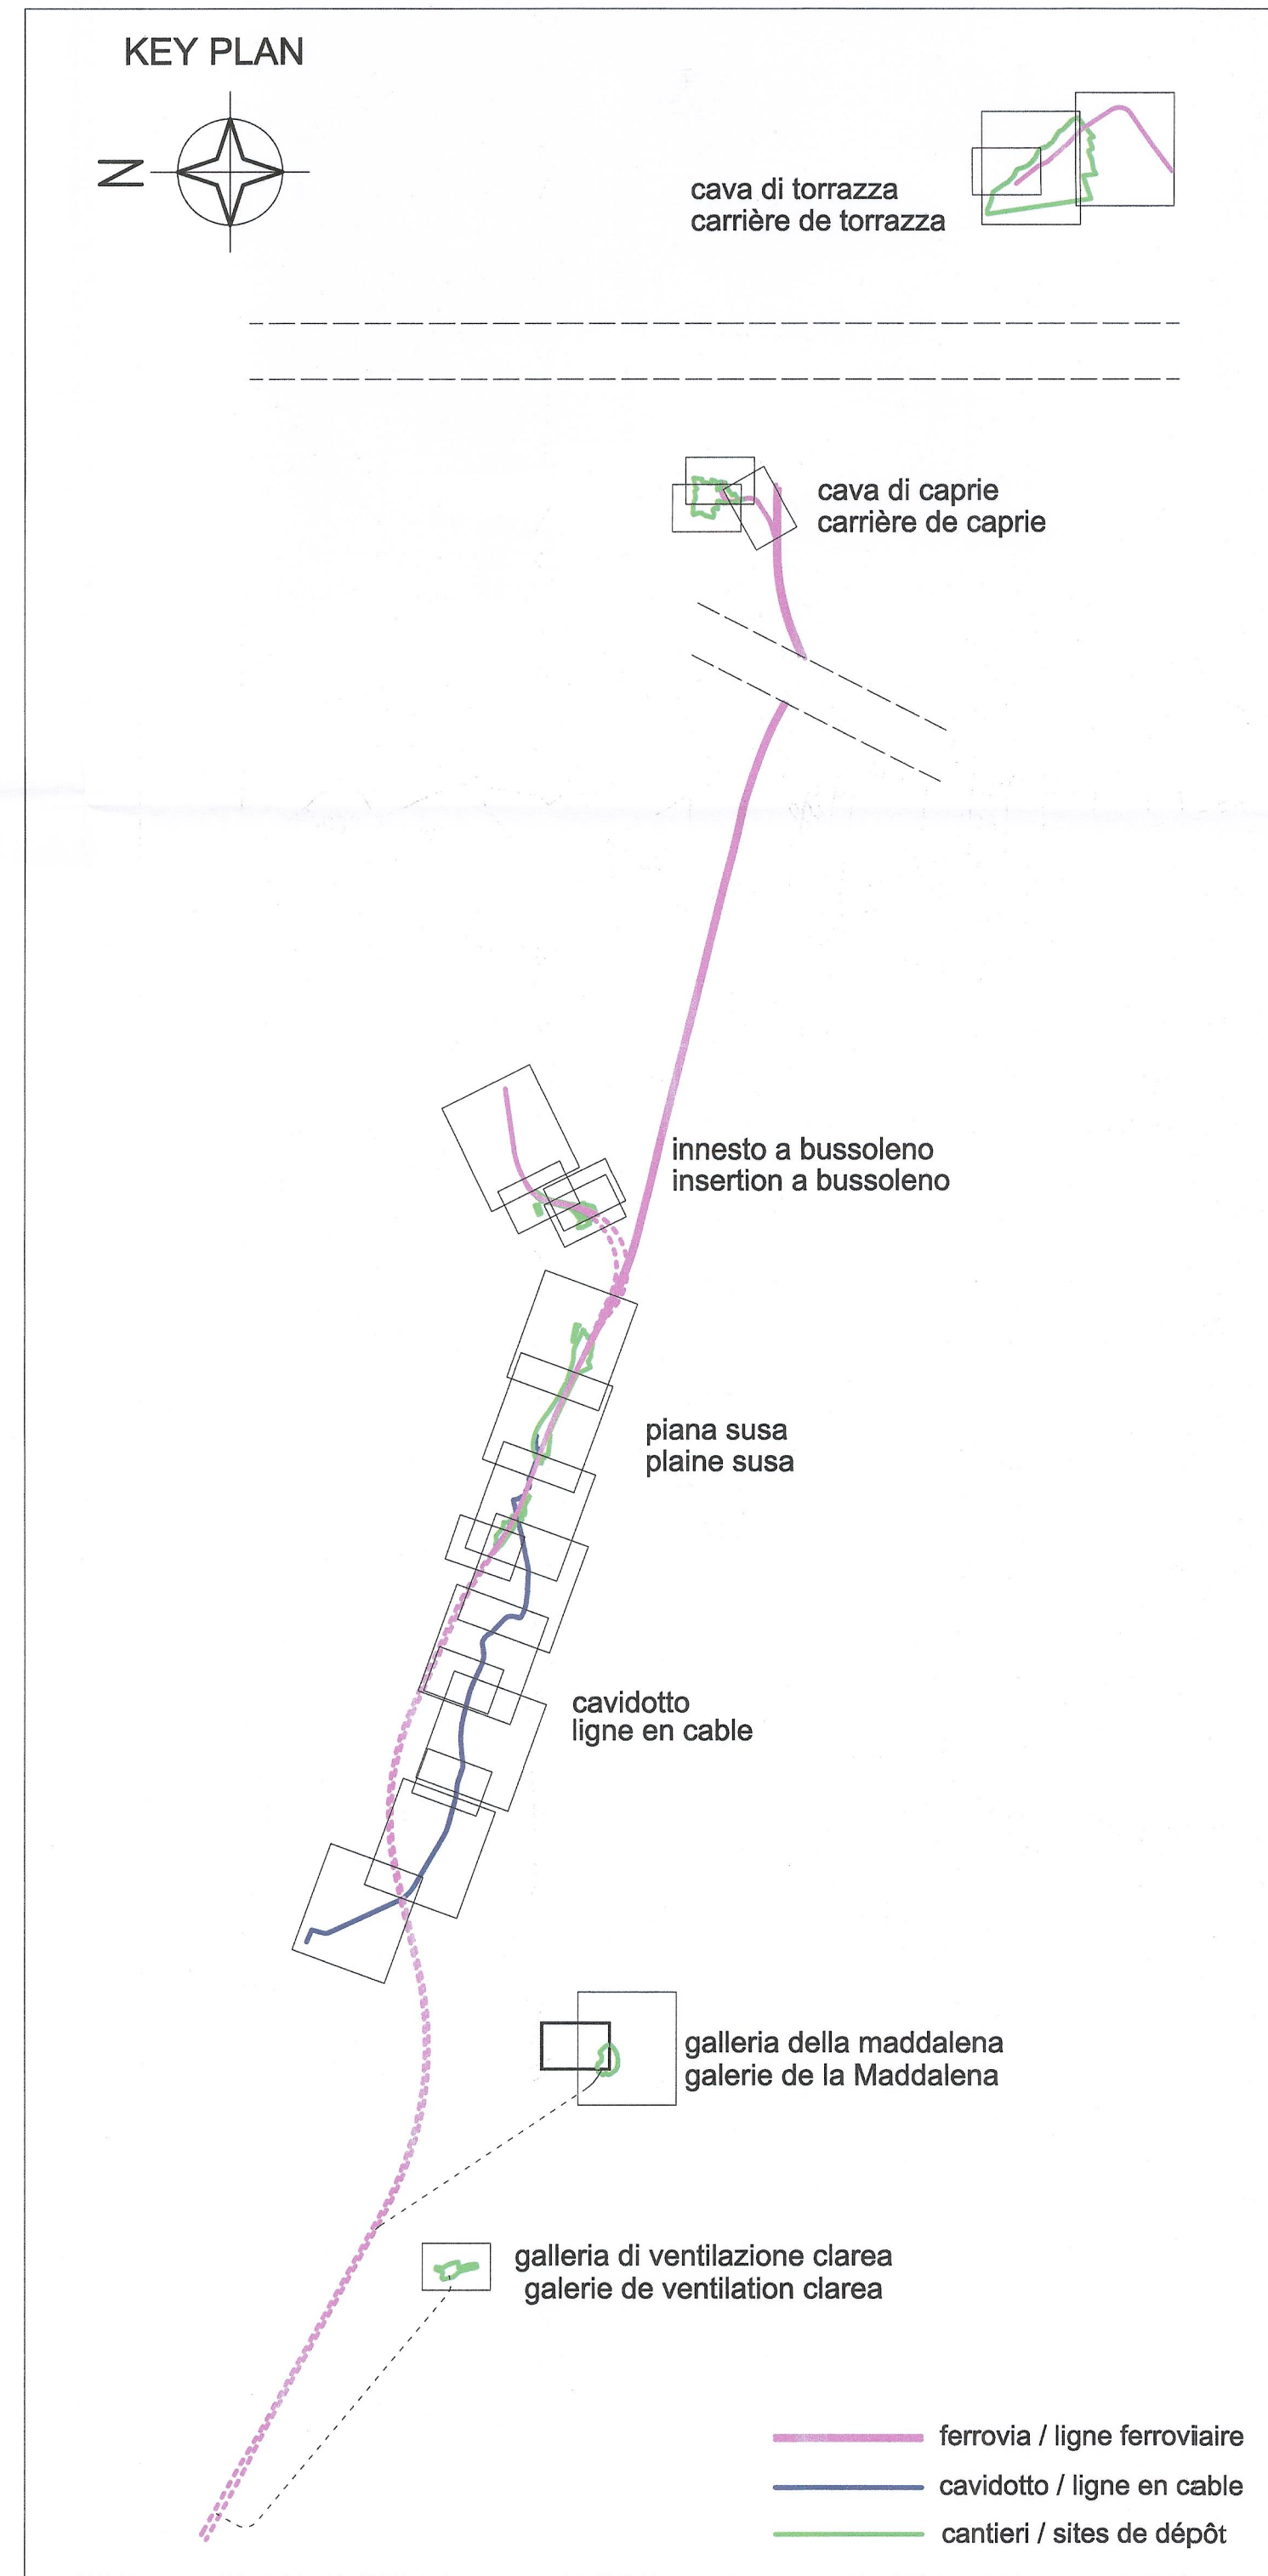 KEY PLAN
N
cava di torrazza
carrière de torrazza
cava di caprie
carrière de caprie
innesto a bussoleno
insertion a bussoleno
piana susa
plaine susa
cavidotto
ligne en cable
galleria della maddalena
galerie de la Maddalena
galleria di ventilazione clarea
galerie de ventilation clarea
ferrovia / ligne ferroviiaire
cavidotto / ligne en cable
cantieri / sites de dépôt